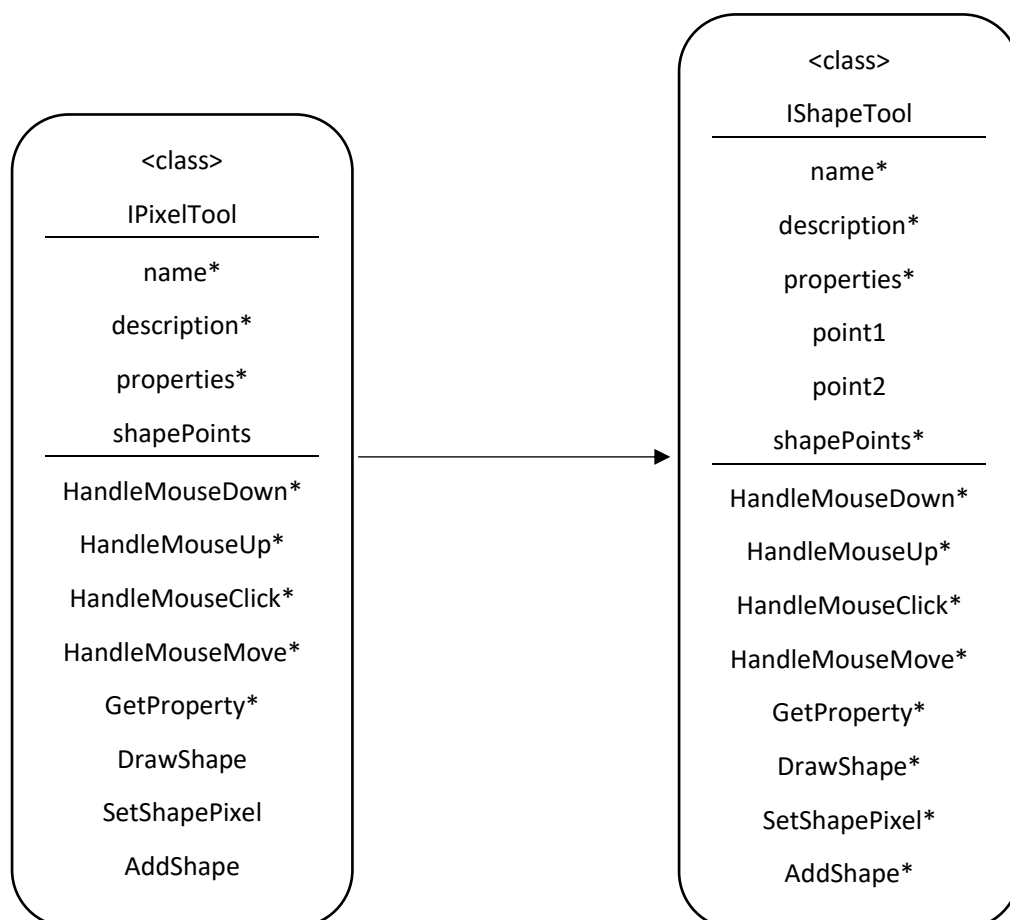 <class>
IPixelTool
name*
description*
properties*
shapePoints
HandleMouseDown*
HandleMouseUp*
HandleMouseClick*
HandleMouseMove*
GetProperty*
DrawShape
SetShapePixel
AddShape
<class>
IShapeTool
name*
description*
properties*
point1
point2
shapePoints*
HandleMouseDown*
HandleMouseUp*
HandleMouseClick*
HandleMouseMove*
GetProperty*
DrawShape*
SetShapePixel*
AddShape*